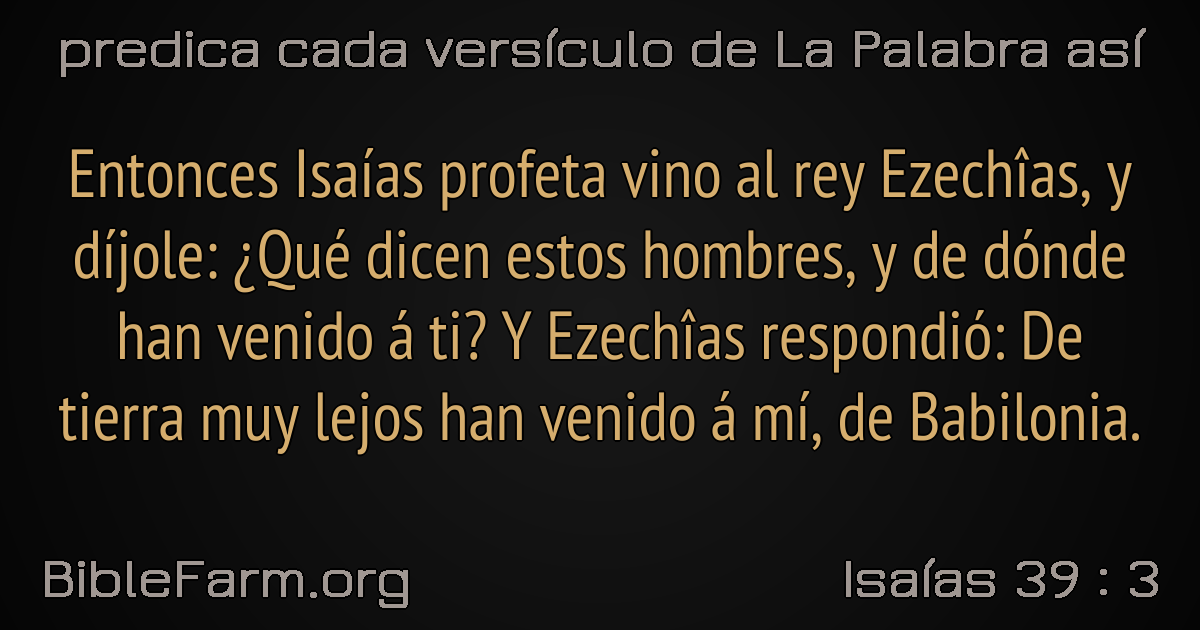 predica cada versículo de La Palabra así
Entonces Isaías profeta vino al rey Ezechîas, y
díjole: ¿Qué dicen estos hombres, y de dónde
han venido á ti? Y Ezechîas respondió: De
tierra muy lejos han venido á mí, de Babilonia.
BibleFarm.org
Isaías 39 : 3